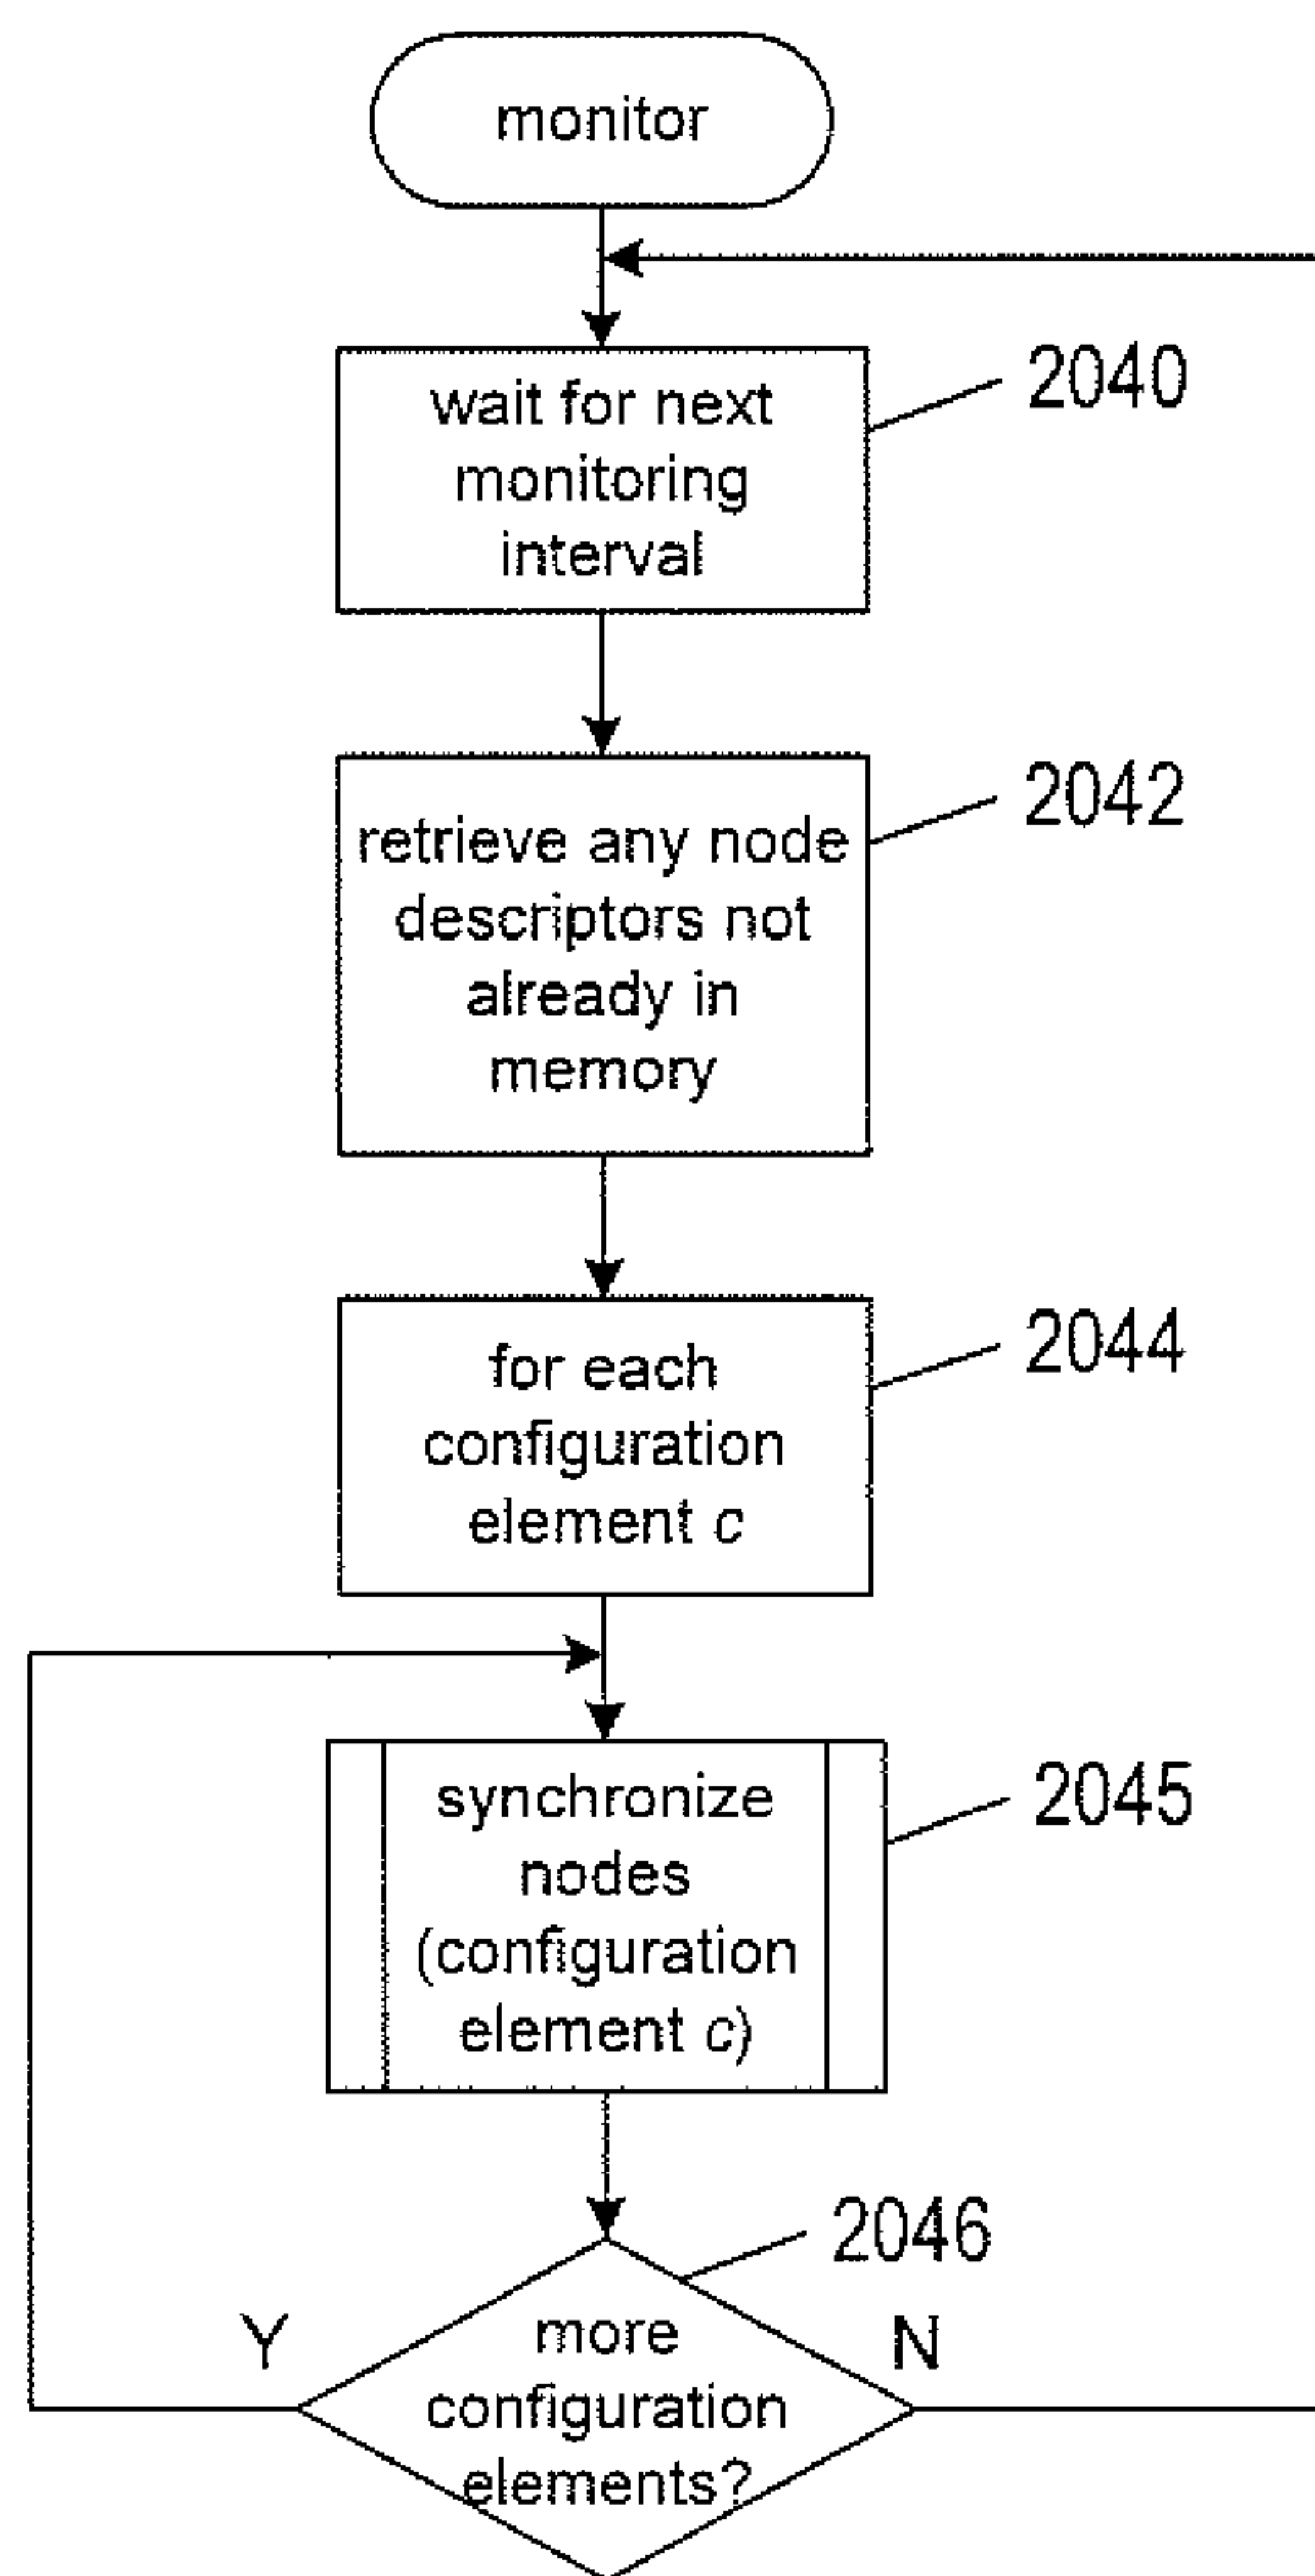 monitor
wait for next
monitoring
interval
2040
retrieve any node
descriptors not
already in
memory
2042
for each
configuration
element c
2044
synchronize
nodes
(configuration
element c)
2045
2046
Y
more
configuration
elements?
N